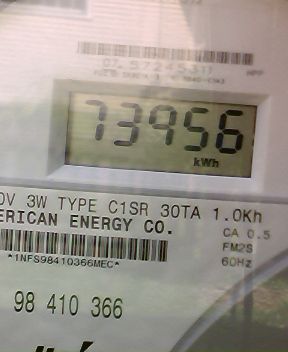 73956
kWh
0V 3W TYPE C1SR 30TA 1.0Kh
ERICAN ENERGY CO.
CA 0.5
*1NFS98410366MEC*
FM2S
60Hz
98 410 366